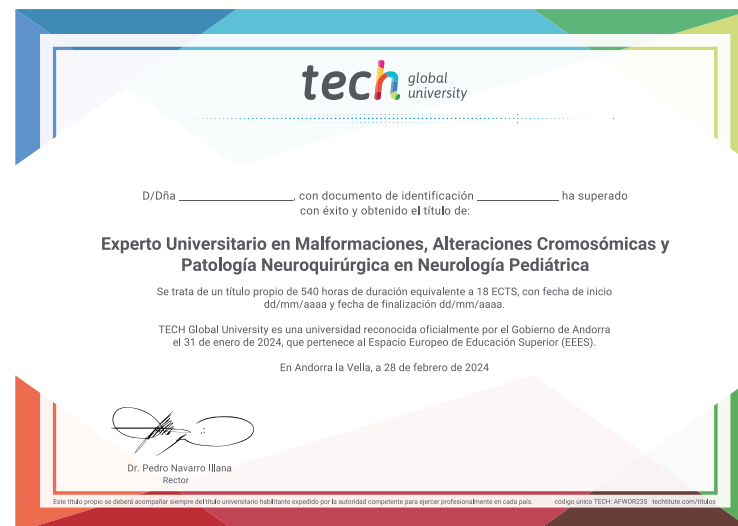 tech global university
D/Dña ________________, con documento de identificación ____________ ha superado
con éxito y obtenido el título de:
Experto Universitario en Malformaciones, Alteraciones Cromosómicas y
Patología Neuroquirúrgica en Neurología Pediátrica
Se trata de un título propio de 540 horas de duración equivalente a 18 ECTS, con fecha de inicio
dd/mm/aaaa y fecha de finalización dd/mm/aaaa.
TECH Global University es una universidad reconocida oficialmente por el Gobierno de Andorra
el 31 de enero de 2024, que pertenece al Espacio Europeo de Educación Superior (EEES).
En Andorra la Vella, a 28 de febrero de 2024
Dr. Pedro Navarro Illana
Rector
Este título propio se deberá acompañar siempre del título universitario habilitante expedido por la autoridad competente para ejercer profesionalmente en cada país. código único TECH: AFWOR23S techtitute.com/titulos